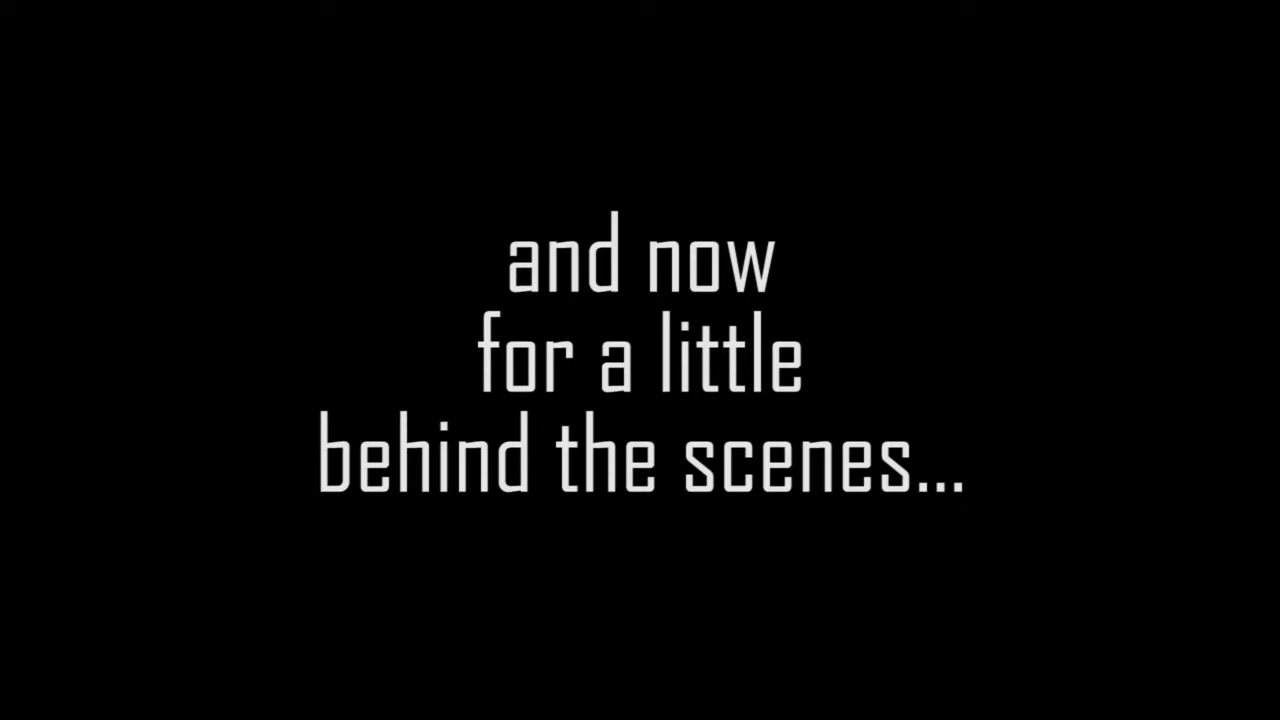 and now
for a little
behind the scenes...